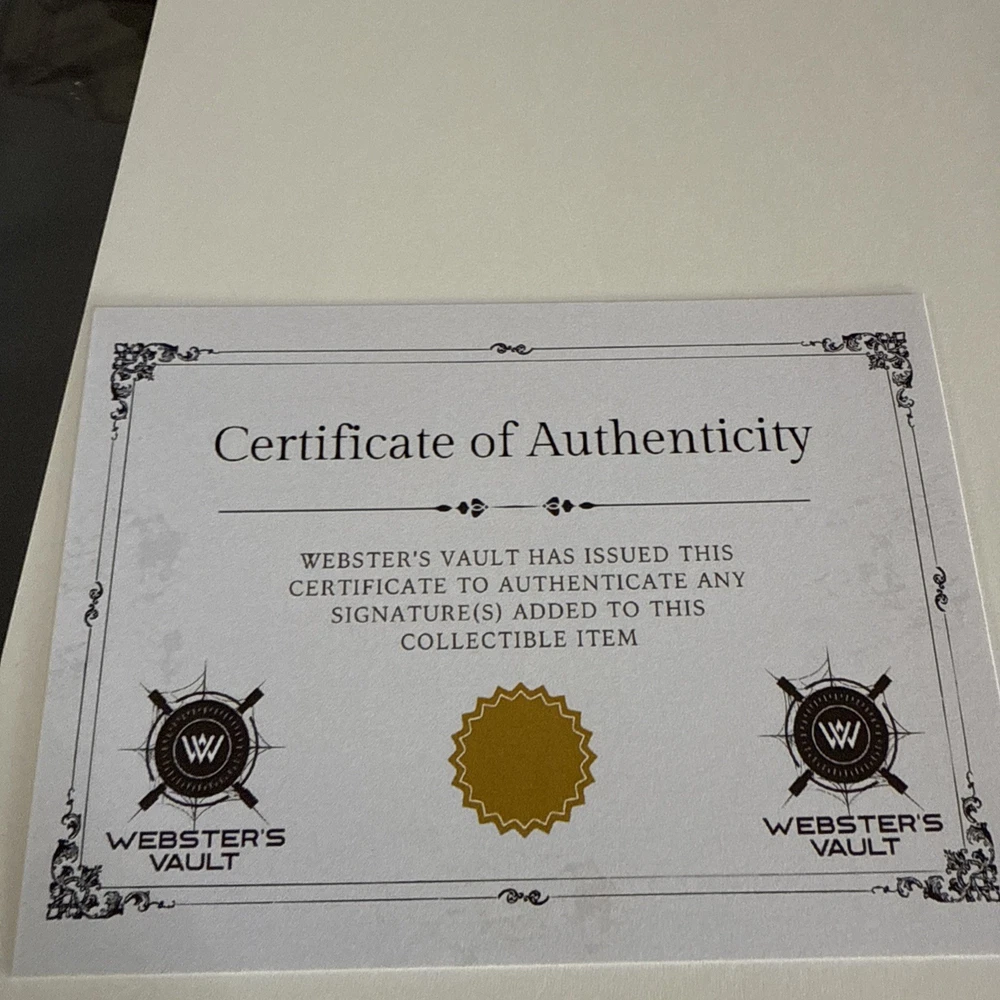 Certificate of Authenticity
WEBSTER'S VAULT HAS ISSUED THIS
CERTIFICATE TO AUTHENTICATE ANY
SIGNATURE(S) ADDED TO THIS
COLLECTIBLE ITEM
W
WEBSTER'S
VAULT
W
WEBSTER'S
VAULT